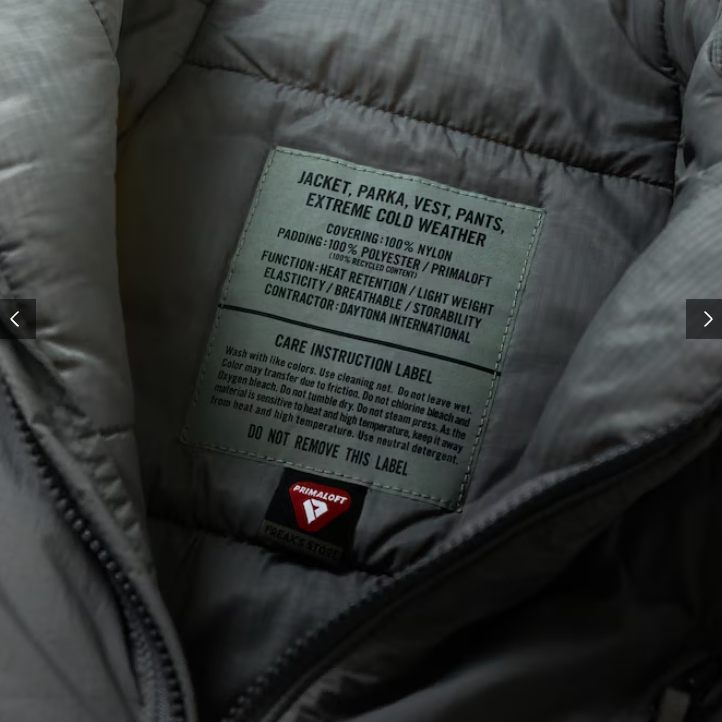 JACKET, PARKA, VEST, PANTS,
EXTREME COLD WEATHER
COVERING:100% NYLON
PADDING:100% POLYESTER / PRIMALOFT
(100% RECYCLED CONTENT)
FUNCTION:HEAT RETENTION / LIGHT WEIGHT
ELASTICITY / BREATHABLE / STORABILITY
CONTRACTOR:DAYTONA INTERNATIONAL
CARE INSTRUCTION LABEL
Wash with like colors. Use cleaning net. Do not leave wet.
Color may transfer due to friction. Do not chlorine bleach and
Oxygen bleach. Do not tumble dry. Do not steam press. As the
material is sensitive to heat and high temperature, keep it away
from heat and high temperature. Use neutral detergent.
DO NOT REMOVE THIS LABEL
PRIMALOFT
FREAK'S STORE